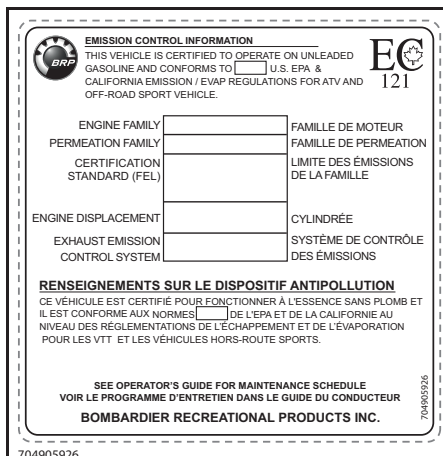 BRP
EMISSION CONTROL INFORMATION
THIS VEHICLE IS CERTIFIED TO OPERATE ON UNLEADED
GASOLINE AND CONFORMS TO U.S. EPA &
CALIFORNIA EMISSION / EVAP REGULATIONS FOR ATV AND
OFF-ROAD SPORT VEHICLE.
EC
121
ENGINE FAMILY FAMILLE DE MOTEUR
PERMEATION FAMILY FAMILLE DE PERMEATION
CERTIFICATION LIMITE DES ÉMISSIONS
STANDARD (FEL) DE LA FAMILLE
ENGINE DISPLACEMENT CYLINDRÉE
EXHAUST EMISSION SYSTÈME DE CONTRÔLE
CONTROL SYSTEM DES ÉMISSIONS
RENSEIGNEMENTS SUR LE DISPOSITIF ANTIPOLLUTION
CE VÉHICULE EST CERTIFIÉ POUR FONCTIONNER À L'ESSENCE SANS PLOMB ET
IL EST CONFORME AUX NORMES DE L'EPA ET DE LA CALIFORNIE AU
NIVEAU DES RÉGLEMENTATIONS DE L'ÉCHAPPEMENT ET DE L'ÉVAPORATION
POUR LES VTT ET LES VÉHICULES HORS-ROUTE SPORTS.
SEE OPERATOR'S GUIDE FOR MAINTENANCE SCHEDULE
VOIR LE PROGRAMME D'ENTRETIEN DANS LE GUIDE DU CONDUCTEUR
BOMBARDIER RECREATIONAL PRODUCTS INC.
704905926
704905926